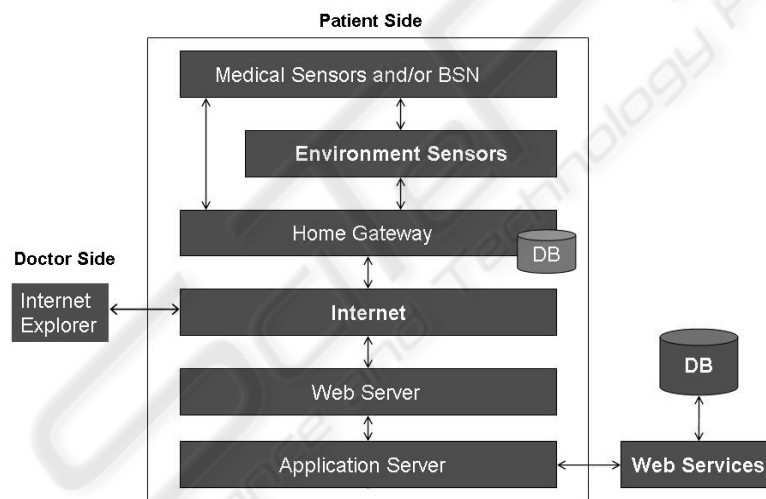 Patient Side
Medical Sensors and/or BSN
Environment Sensors
Home Gateway
DB
Doctor Side
Internet
Explorer
Internet
DB
Web Server
Application Server
Web Services